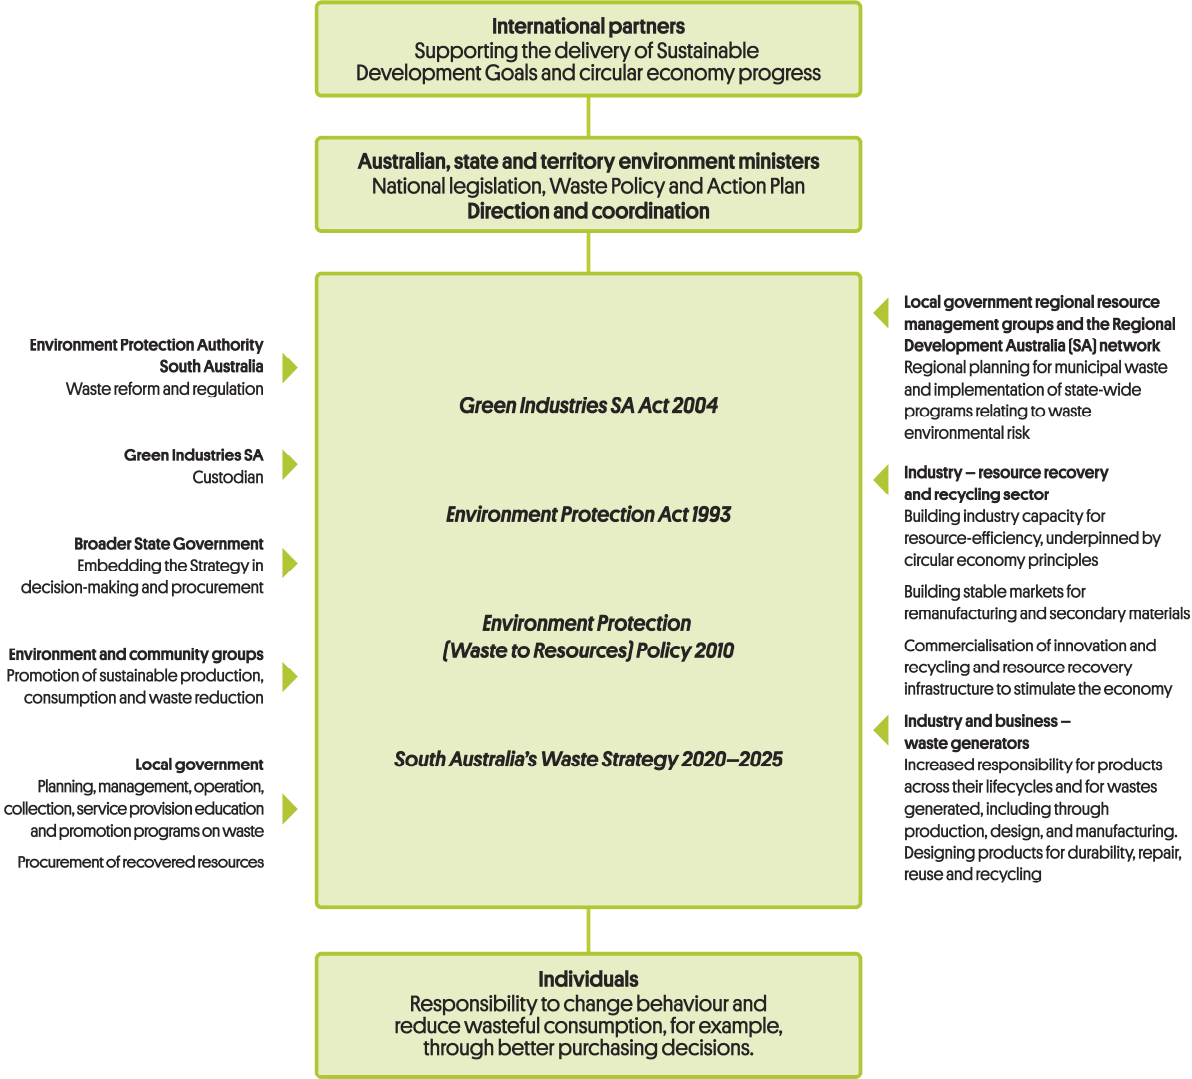 International partners
Supporting the delivery of Sustainable
Development Goals and circular economy progress
Australian, state and territory environment ministers
National legislation, Waste Policy and Action Plan
Direction and coordination
Environment Protection Authority
South Australia
Waste reform and regulation
Green Industries SA
Custodian
Broader State Government
Embedding the Strategy in
decision-making and procurement
Environment and community groups
Promotion of sustainable production,
consumption and waste reduction
Local government
Planning, management, operation,
collection, service provision education
and promotion programs on waste
Procurement of recovered resources
Green Industries SA Act 2004
Environment Protection Act 1993
Environment Protection
(Waste to Resources) Policy 2010
South Australia's Waste Strategy 2020–2025
Local government regional resource
management groups and the Regional
Development Australia (SA) network
Regional planning for municipal waste
and implementation of state-wide
programs relating to waste
environmental risk
Industry – resource recovery
and recycling sector
Building industry capacity for
resource-efficiency, underpinned by
circular economy principles
Building stable markets for
remanufacturing and secondary materials
Commercialisation of innovation and
recycling and resource recovery
infrastructure to stimulate the economy
Industry and business –
waste generators
Increased responsibility for products
across their lifecycles and for wastes
generated, including through
production, design, and manufacturing.
Designing products for durability, repair,
reuse and recycling
Individuals
Responsibility to change behaviour and
reduce wasteful consumption, for example,
through better purchasing decisions.